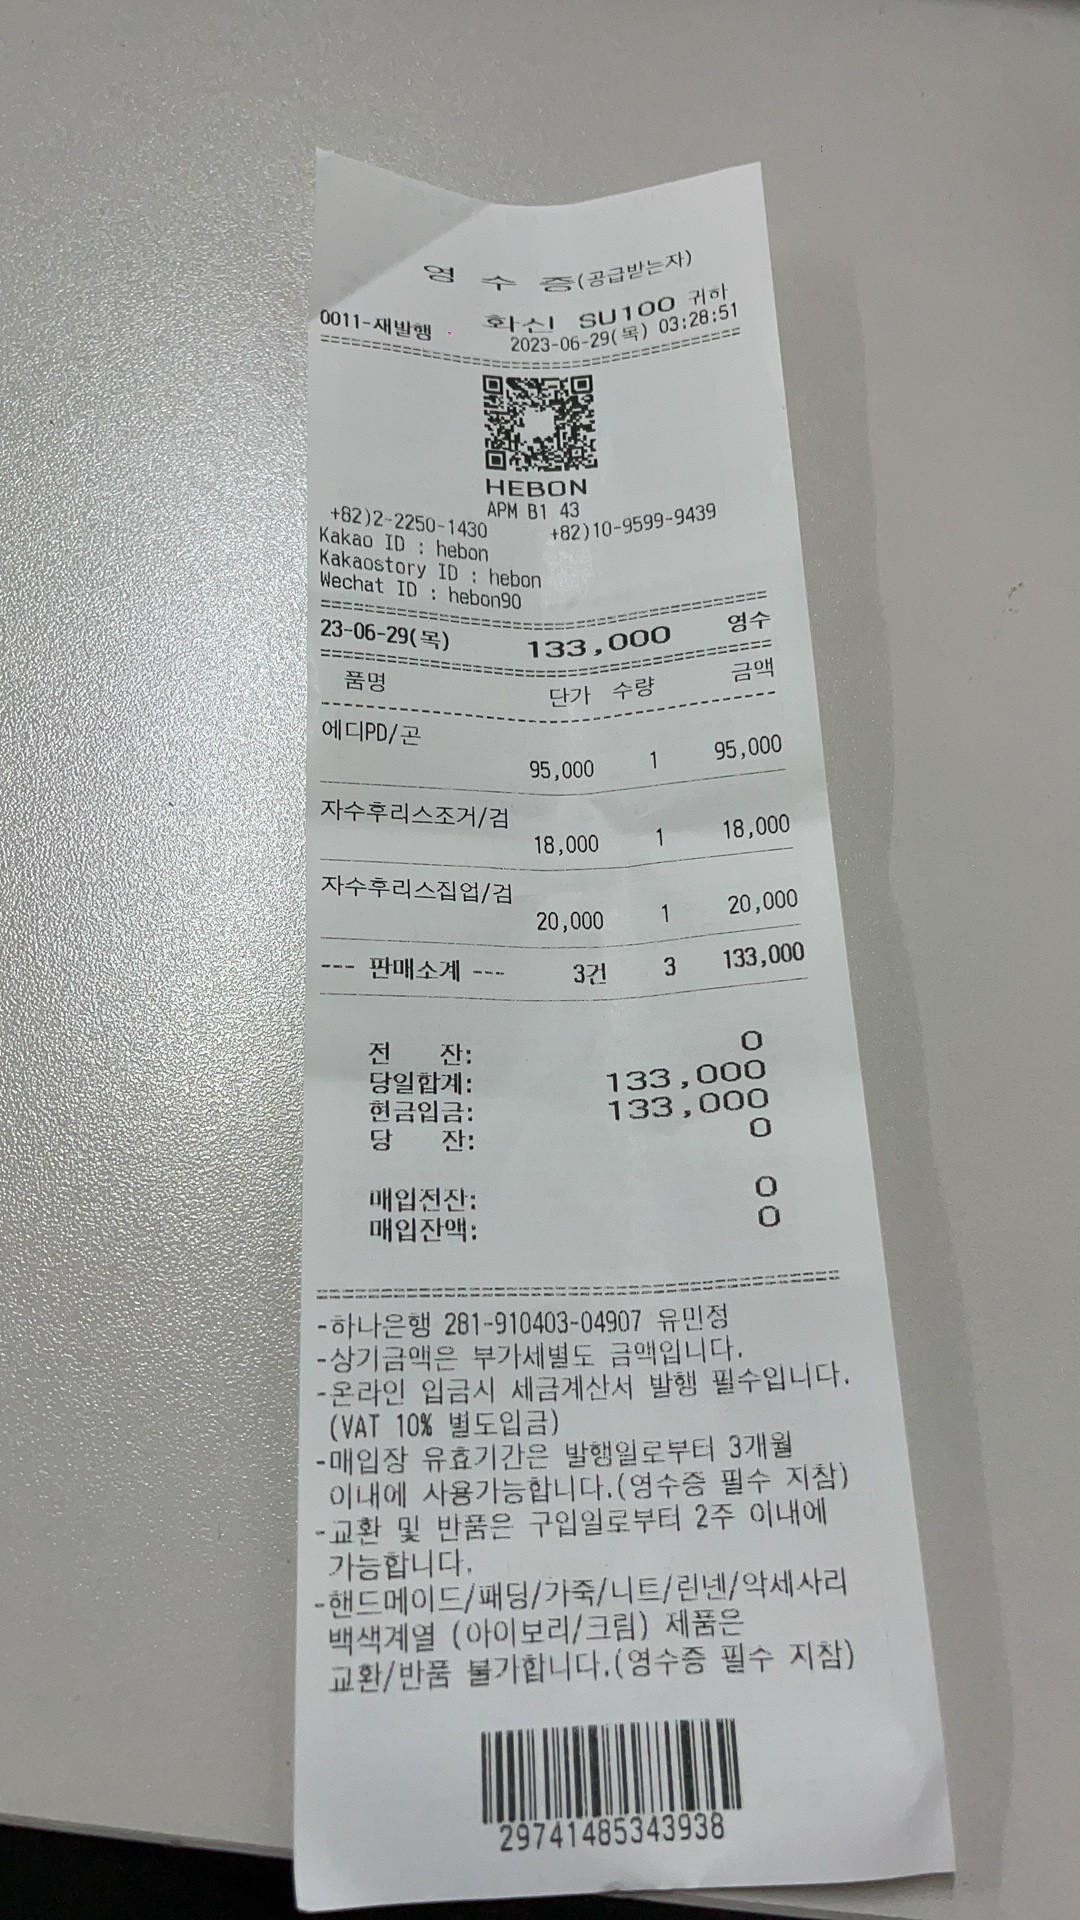 영 수 증(공급받는자)
0011-재발행 화신 SU100 귀하
2023-06-29(목) 03:28:51
HEBON
APM B1 43
+82)2-2250-1430 +82)10-9599-9439
Kakao ID : hebon
Kakaostory ID : hebon
Wechat ID : hebon90
23-06-29(목) 133,000 영수
품명 단가 수량 금액
에디PD/곤
95,000 1 95,000
자수후리스조거/검
18,000 1 18,000
자수후리스집업/검
20,000 1 20,000
--- 판매소계 --- 3건 3 133,000
전 잔: 0
당일합계: 133,000
현금입금: 133,000
당 잔: 0
매입전잔: 0
매입잔액: 0
-하나은행 281-910403-04907 유민정
-상기금액은 부가세별도 금액입니다.
-온라인 입금시 세금계산서 발행 필수입니다.
(VAT 10% 별도입금)
-매입장 유효기간은 발행일로부터 3개월
이내에 사용가능합니다.(영수증 필수 지참)
-교환 및 반품은 구입일로부터 2주 이내에
가능합니다.
-핸드메이드/패딩/가죽/니트/린넨/악세사리
백색계열 (아이보리/크림) 제품은
교환/반품 불가합니다.(영수증 필수 지참)
29741485343938